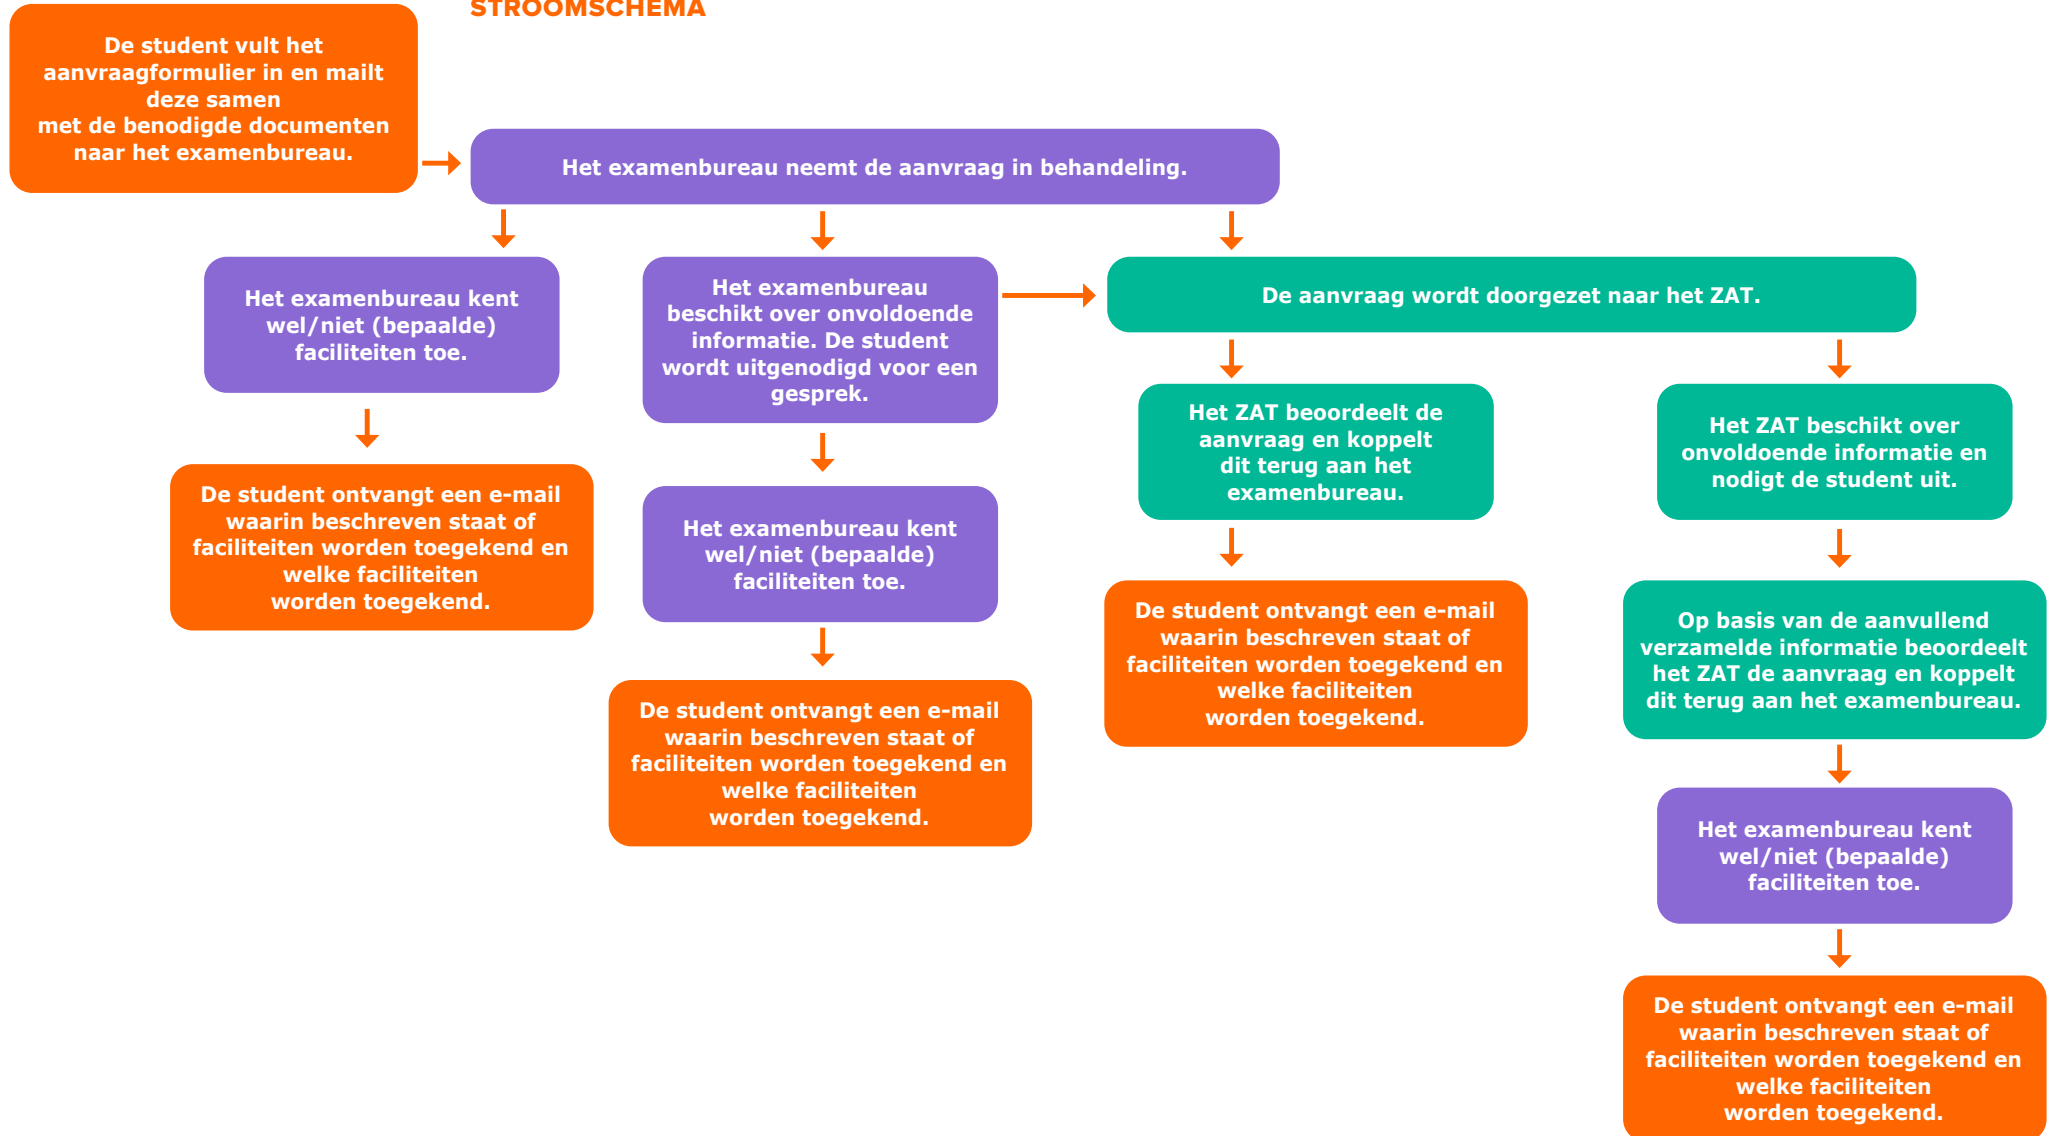 STROOMSCHEMA
De student vult het
aanvraagformulier in en mailt
deze samen
met de benodigde documenten
naar het examenbureau.
Het examenbureau neemt de aanvraag in behandeling.
Het examenbureau kent
wel/niet (bepaalde)
faciliteiten toe.
De student ontvangt een e-mail
waarin beschreven staat of
faciliteiten worden toegekend en
welke faciliteiten
worden toegekend.
Het examenbureau
beschikt over onvoldoende
informatie. De student
wordt uitgenodigd voor een
gesprek.
Het examenbureau kent
wel/niet (bepaalde)
faciliteiten toe.
De student ontvangt een e-mail
waarin beschreven staat of
faciliteiten worden toegekend en
welke faciliteiten
worden toegekend.
De aanvraag wordt doorgezet naar het ZAT.
Het ZAT beoordeelt de
aanvraag en koppelt
dit terug aan het
examenbureau.
De student ontvangt een e-mail
waarin beschreven staat of
faciliteiten worden toegekend en
welke faciliteiten
worden toegekend.
Het ZAT beschikt over
onvoldoende informatie en
nodigt de student uit.
Op basis van de aanvullend
verzamelde informatie beoordeelt
het ZAT de aanvraag en koppelt
dit terug aan het examenbureau.
Het examenbureau kent
wel/niet (bepaalde)
faciliteiten toe.
De student ontvangt een e-mail
waarin beschreven staat of
faciliteiten worden toegekend en
welke faciliteiten
worden toegekend.